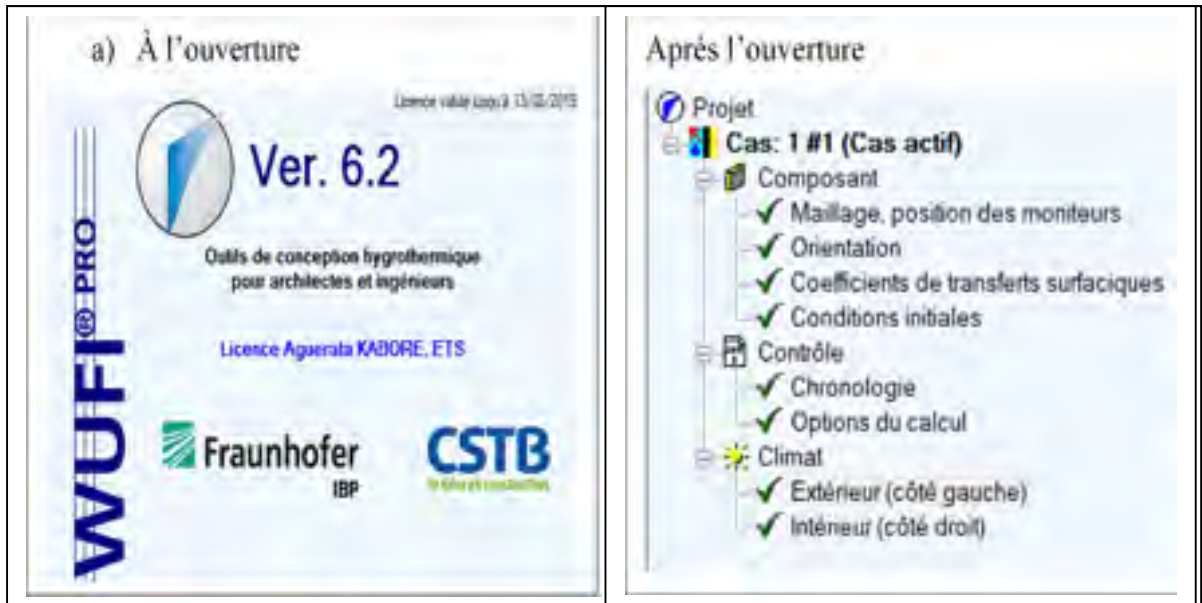 a) À l'ouverture
Ver. 6.2
Outils de conception hygrothermique
pour architectes et ingénieurs
Licence Aguerata KABORE, ETS
WUFI® PRO
Fraunhofer
IBP
CSTB
Aprés l'ouverture
Projet
Cas: 1 #1 (Cas actif)
Composant
Maillage, position des moniteurs
Orientation
Coefficients de transferts surfaciques
Conditions initiales
Contrôle
Chronologie
Options du calcul
Climat
Extérieur (côté gauche)
Intérieur (côté droit)